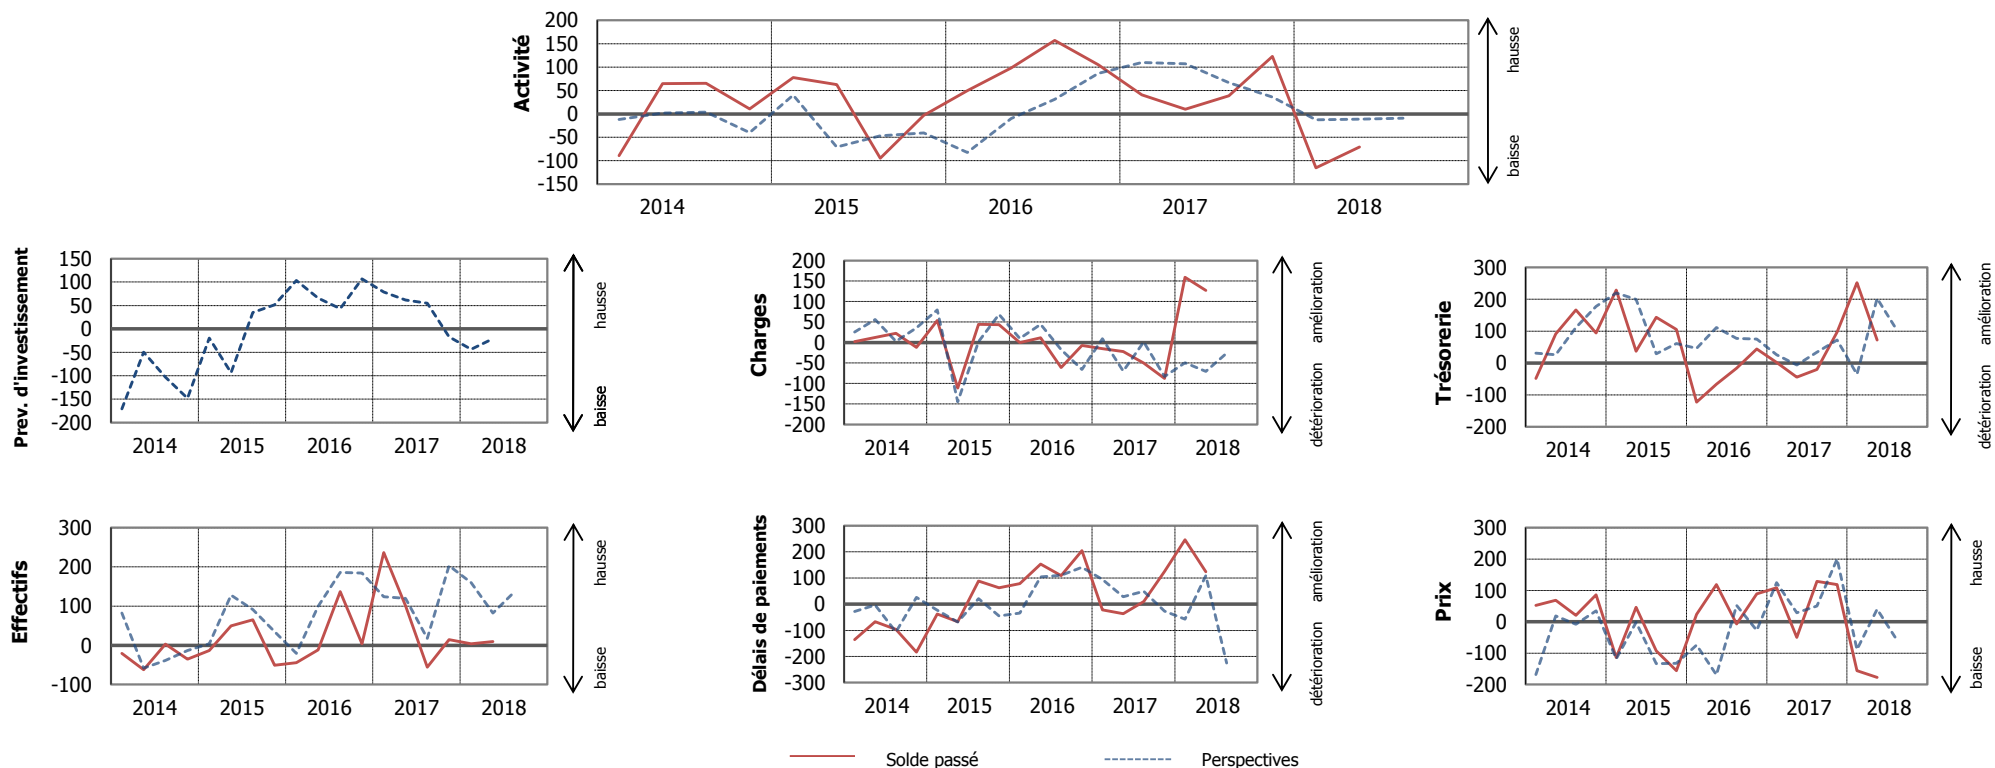 Activité
200
150
100
50
0
-50
-100
-150
2014 2015 2016 2017 2018
hausse
baisse
Prev. d'investissement
150
100
50
0
-50
-100
-150
-200
2014 2015 2016 2017 2018
hausse
baisse
Charges
200
150
100
50
0
-50
-100
-150
-200
2014 2015 2016 2017 2018
amélioration
détérioration
Trésorerie
300
200
100
0
-100
-200
2014 2015 2016 2017 2018
amélioration
détérioration
Effectifs
300
200
100
0
-100
2014 2015 2016 2017 2018
hausse
baisse
Délais de paiements
300
200
100
0
-100
-200
-300
2014 2015 2016 2017 2018
amélioration
détérioration
Prix
300
200
100
0
-100
-200
2014 2015 2016 2017 2018
hausse
baisse
Solde passé Perspectives